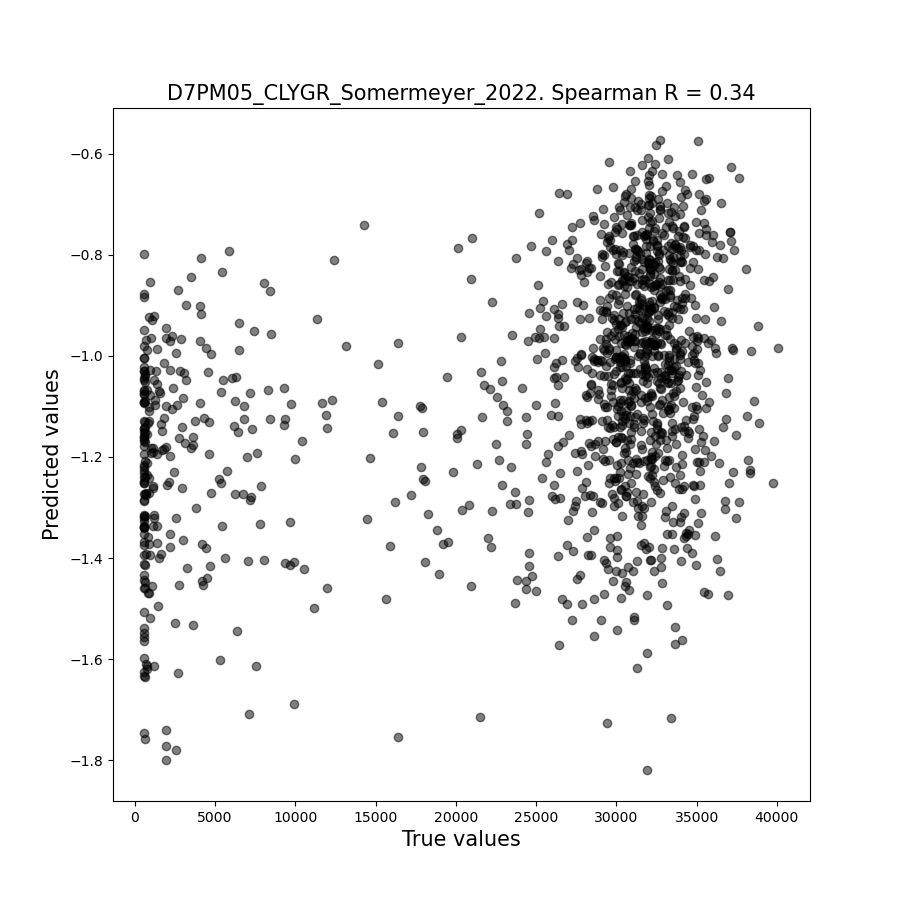 D7PM05_CLYGR_Somermeyer_2022. Spearman R = 0.34
−0.6
−0.8
−1.0
−1.2
−1.4
−1.6
−1.8
Predicted values
0 5000 10000 15000 20000 25000 30000 35000 40000
True values